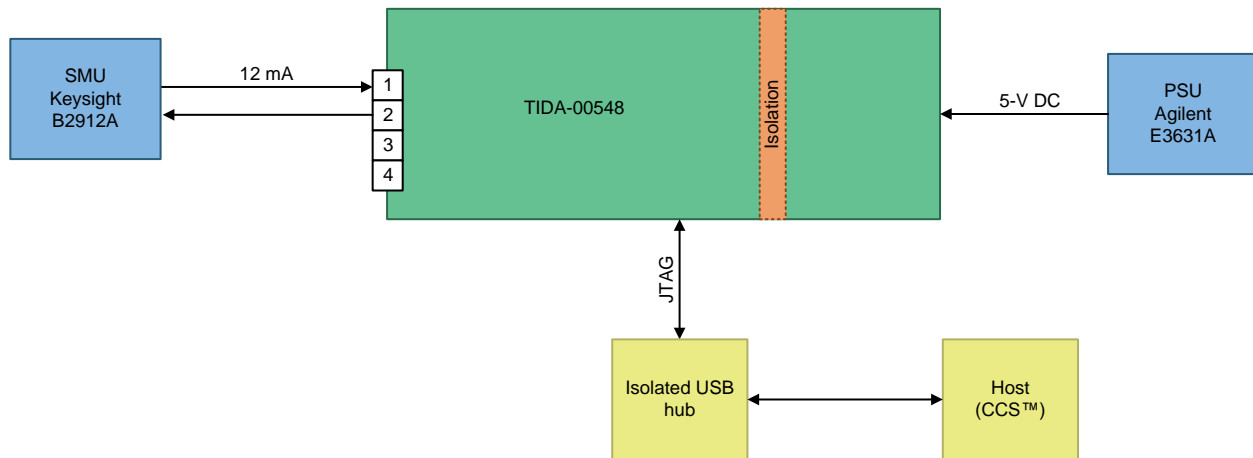 SMU
Keysight
B2912A
12 mA
1
2
3
4
TIDA-00548
Isolation
5-V DC
PSU
Agilent
E3631A
JTAG
Isolated USB
hub
Host
(CCS™)